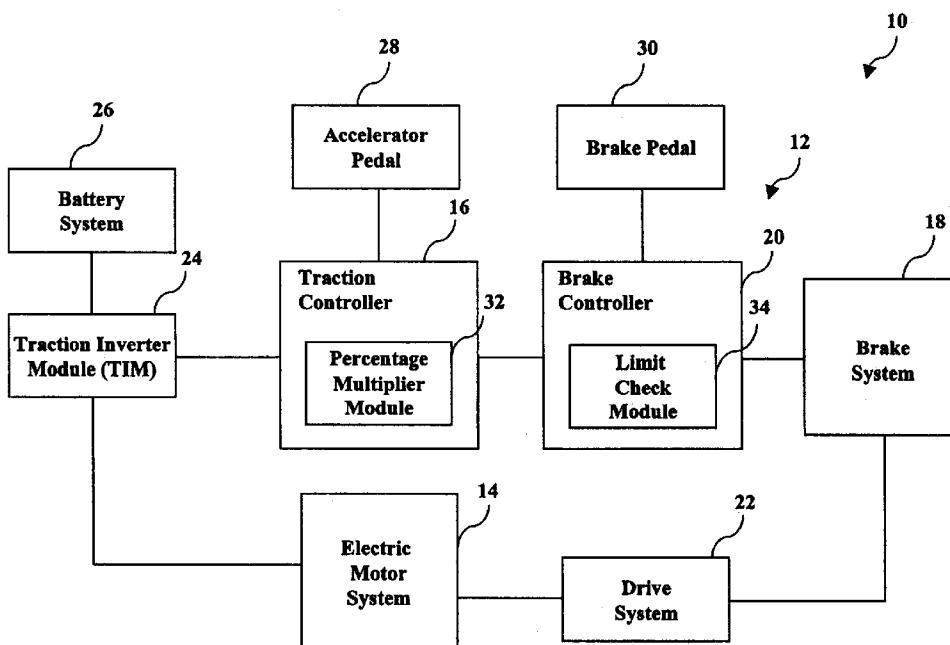 10
28
30
26
Accelerator
Pedal
Brake Pedal
12
Battery
System
16
18
24
20
Traction
Controller
Brake
Controller
32
34
Traction Inverter
Module (TIM)
Percentage
Multiplier
Module
Limit
Check
Module
Brake
System
14
22
Electric
Motor
System
Drive
System